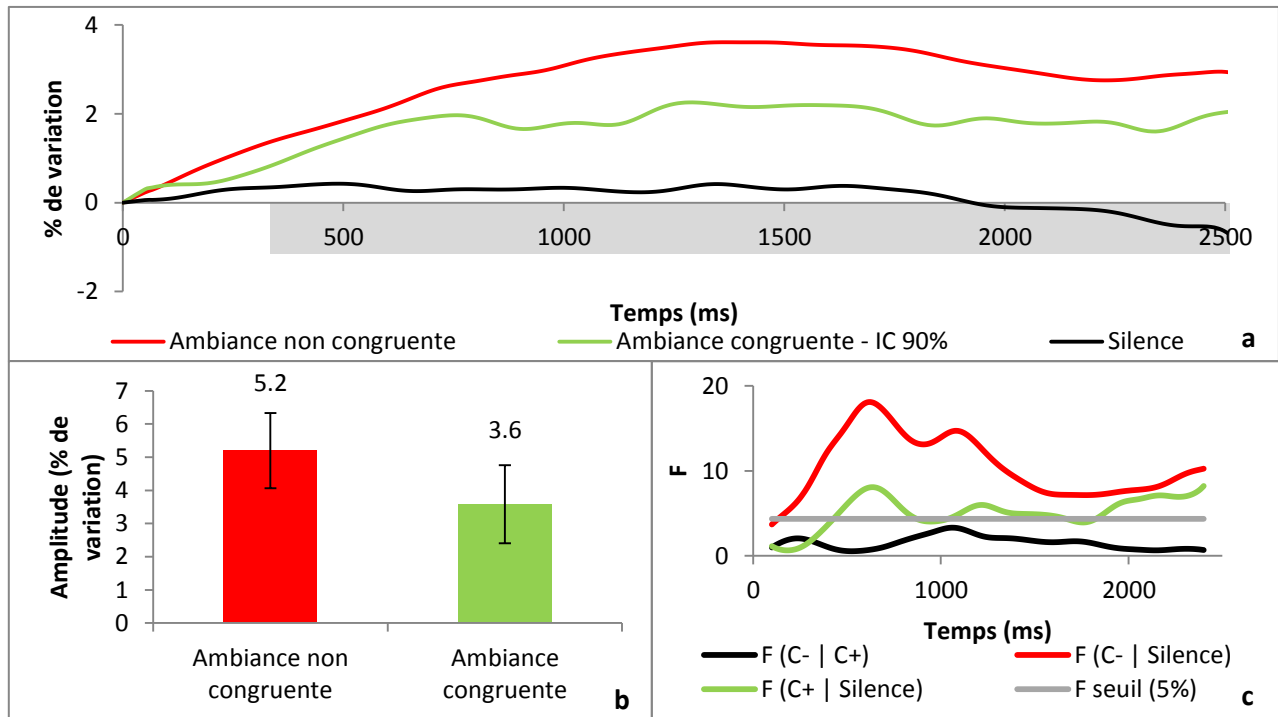 4
2
0
-2
% de variation
0 500 1000 1500 2000 2500
Temps (ms)
Ambiance non congruente Ambiance congruente - IC 90% Silence
a
7
6
5
4
3
2
1
0
Amplitude (% de
variation)
5.2
3.6
Ambiance non
congruente
Ambiance
congruente
b
20
10
0
F
0 1000 2000
Temps (ms)
F (C- | C+) F (C- | Silence)
F (C+ | Silence) F seuil (5%)
c